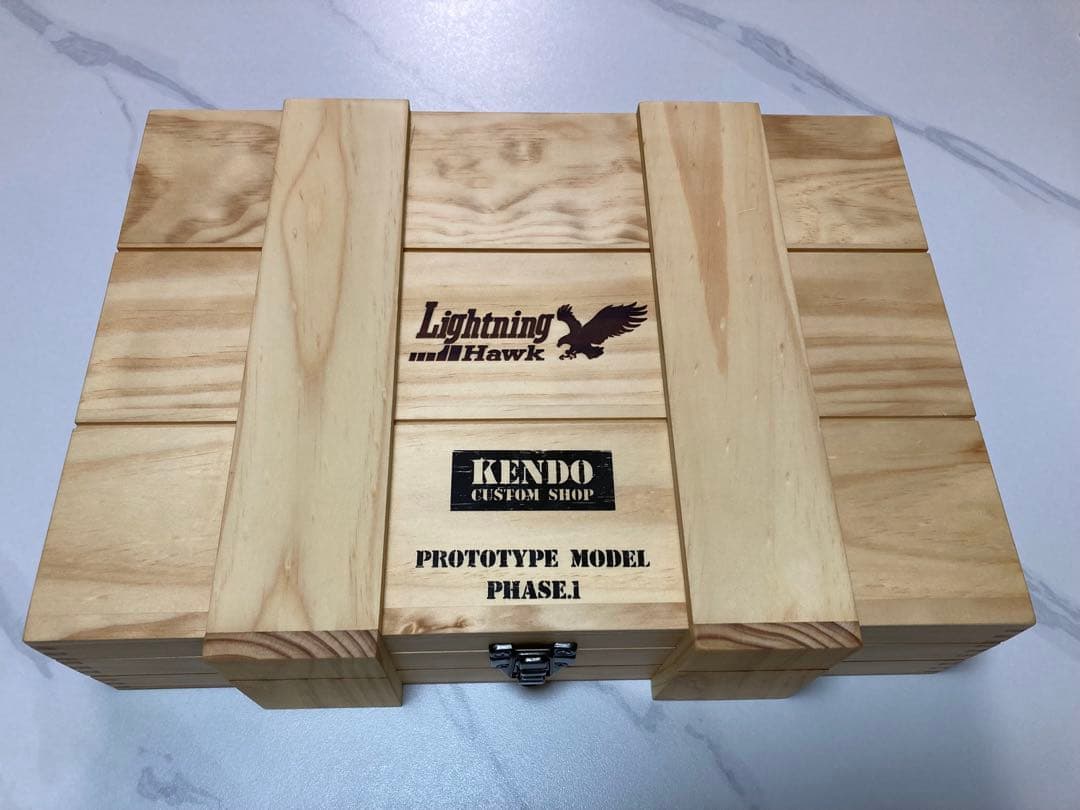 Lightning
Hawk
KENDO
CUSTOM SHOP
PROTOTYPE MODEL
PHASE.1